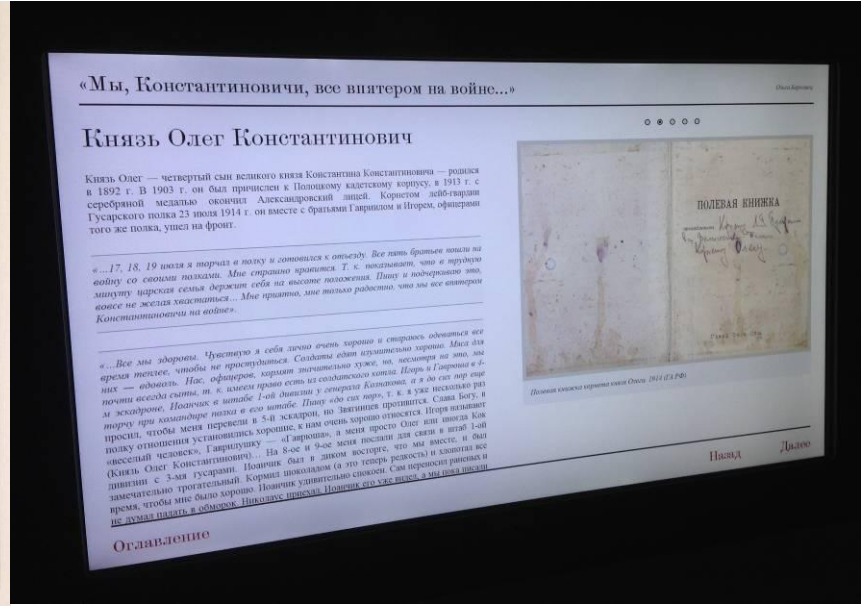 «Мы, Константиновичи, все впятером на войне...»
Князь Олег Константинович
Князь Олег — четвертый сын великого князя Константина Константиновича — родился
в 1892 г. В 1903 г. он был причислен к Полоцкому кадетскому корпусу, в 1913 г. с
серебряной медалью окончил Александровский лицей. Корнетом лейб-гвардии
Гусарского полка 23 июля 1914 г. он вместе с братьями Гавриилом и Игорем, офицерами
того же полка, ушел на фронт.
«...17, 18, 19 июля я торчал в полку и готовился к отъезду. Все пять братьев пошли на
войну со своими полками. Мне страшно нравится. Т. к. показывает, что в трудную
минуту царская семья держит себя на высоте положения. Пишу и подчеркиваю это,
вовсе не желая хвастаться... Мне приятно, мне только радостно, что мы все впятером
Константиновичи на войне».
«...Все мы здоровы. Чувствую я себя лично очень хорошо и стараюсь одеваться все
время теплее, чтобы не простудиться. Солдаты едят изумительно хорошо. Мяса для
них — вдоволь. Нас, офицеров, кормят значительно хуже, но, несмотря на это, мы
почти всегда сыты, т. к. имеем право есть из солдатского котла. Игорь и Гаврюша в 4-
м эскадроне, Иоанчик в штабе 1-ой дивизии у генерала Казнакова, а я до сих пор еще
торчу при командире полка в его штабе. Пишу «до сих пор», т. к. я уже несколько раз
просил, чтобы меня перевели в 5-й эскадрон, но Звягинцев противится. Слава Богу, в
полку отношения установились хорошие, к нам очень хорошо относятся. Игоря называют
«веселый человек», Гаврилушку — «Гаврюша», а меня просто Олег или иногда Кок
(Князь Олег Константинович)... На 8-ое и 9-ое меня послали для связи в штаб 1-ой
дивизии с 3-мя гусарами. Иоанчик был в диком восторге, что мы вместе, и был
замечательно трогательный. Кормил шоколадом (а это теперь редкость) и хлопотал все
время, чтобы мне было хорошо. Иоанчик удивительно спокоен. Сам переносил раненых и
не думал падать в обморок. Николаус приехал. Иоанчик его уже видел, а мы пока писали
Оглавление
ПОЛЕВАЯ КНИЖКА
Полевая книжка корнета князя Олега. 1914 (ГА РФ)
Назад
Далее